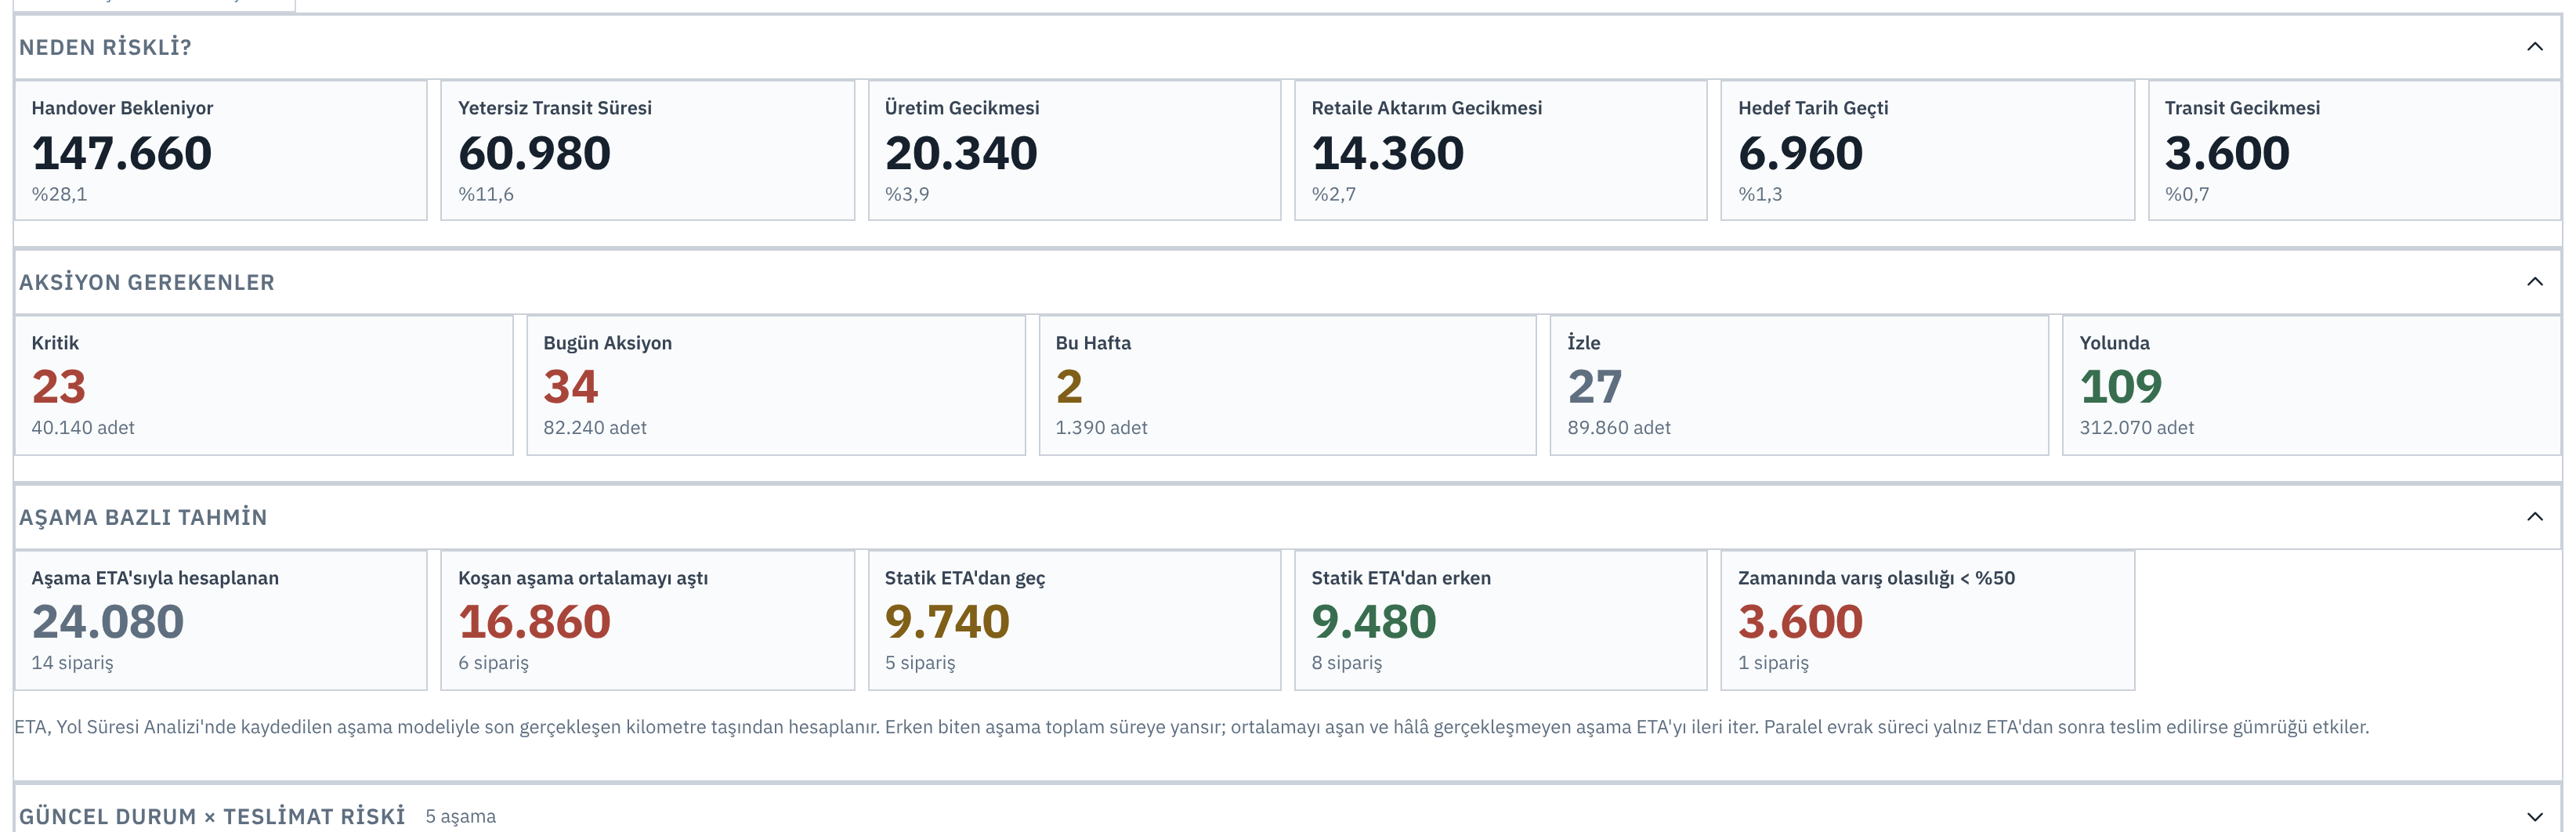 NEDEN RİSKLİ?
Handover Bekleniyor
147.660
%28,1
Yetersiz Transit Süresi
60.980
%11,6
Üretim Gecikmesi
20.340
%3,9
Retaile Aktarım Gecikmesi
14.360
%2,7
Hedef Tarih Geçti
6.960
%1,3
Transit Gecikmesi
3.600
%0,7
AKSİYON GEREKENLER
Kritik
23
40.140 adet
Bugün Aksiyon
34
82.240 adet
Bu Hafta
2
1.390 adet
İzle
27
89.860 adet
Yolunda
109
312.070 adet
AŞAMA BAZLI TAHMİN
Aşama ETA'sıyla hesaplanan
24.080
14 sipariş
Koşan aşama ortalamayı aştı
16.860
6 sipariş
Statik ETA'dan geç
9.740
5 sipariş
Statik ETA'dan erken
9.480
8 sipariş
Zamanında varış olasılığı < %50
3.600
1 sipariş
ETA, Yol Süresi Analizi'nde kaydedilen aşama modeliyle son gerçekleşen kilometre taşından hesaplanır. Erken biten aşama toplam süreye yansır; ortalamayı aşan ve hâlâ gerçekleşmeyen aşama ETA'yı ileri iter. Paralel evrak süreci yalnız ETA'dan sonra teslim edilirse gümrüğü etkiler.
GÜNCEL DURUM × TESLİMAT RİSKİ 5 aşama